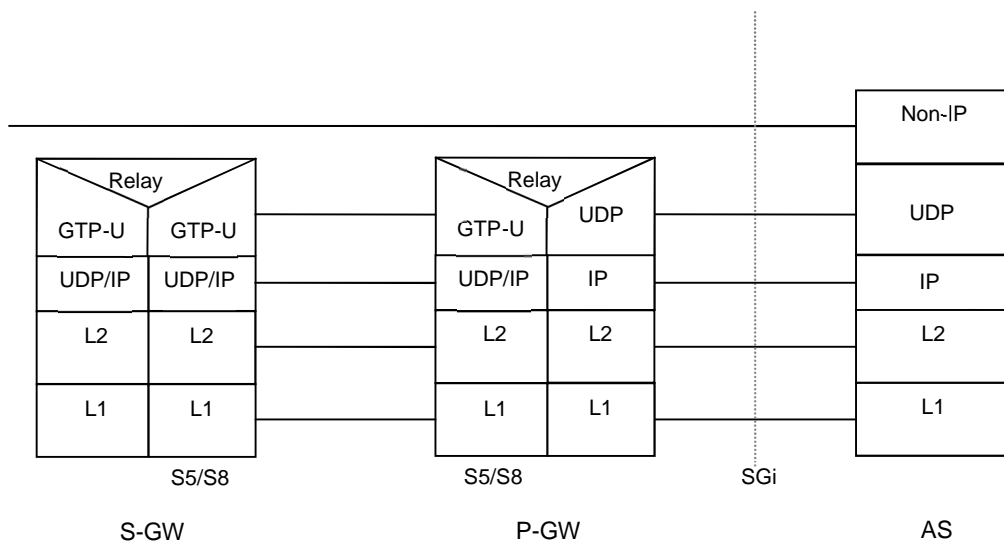 Non-IP
Relay
Relay
GTP-U GTP-U
GTP-U UDP
UDP
UDP/IP UDP/IP
UDP/IP IP
IP
L2 L2
L2 L2
L2
L1 L1
L1 L1
L1
S5/S8
S5/S8
SGi
S-GW
P-GW
AS